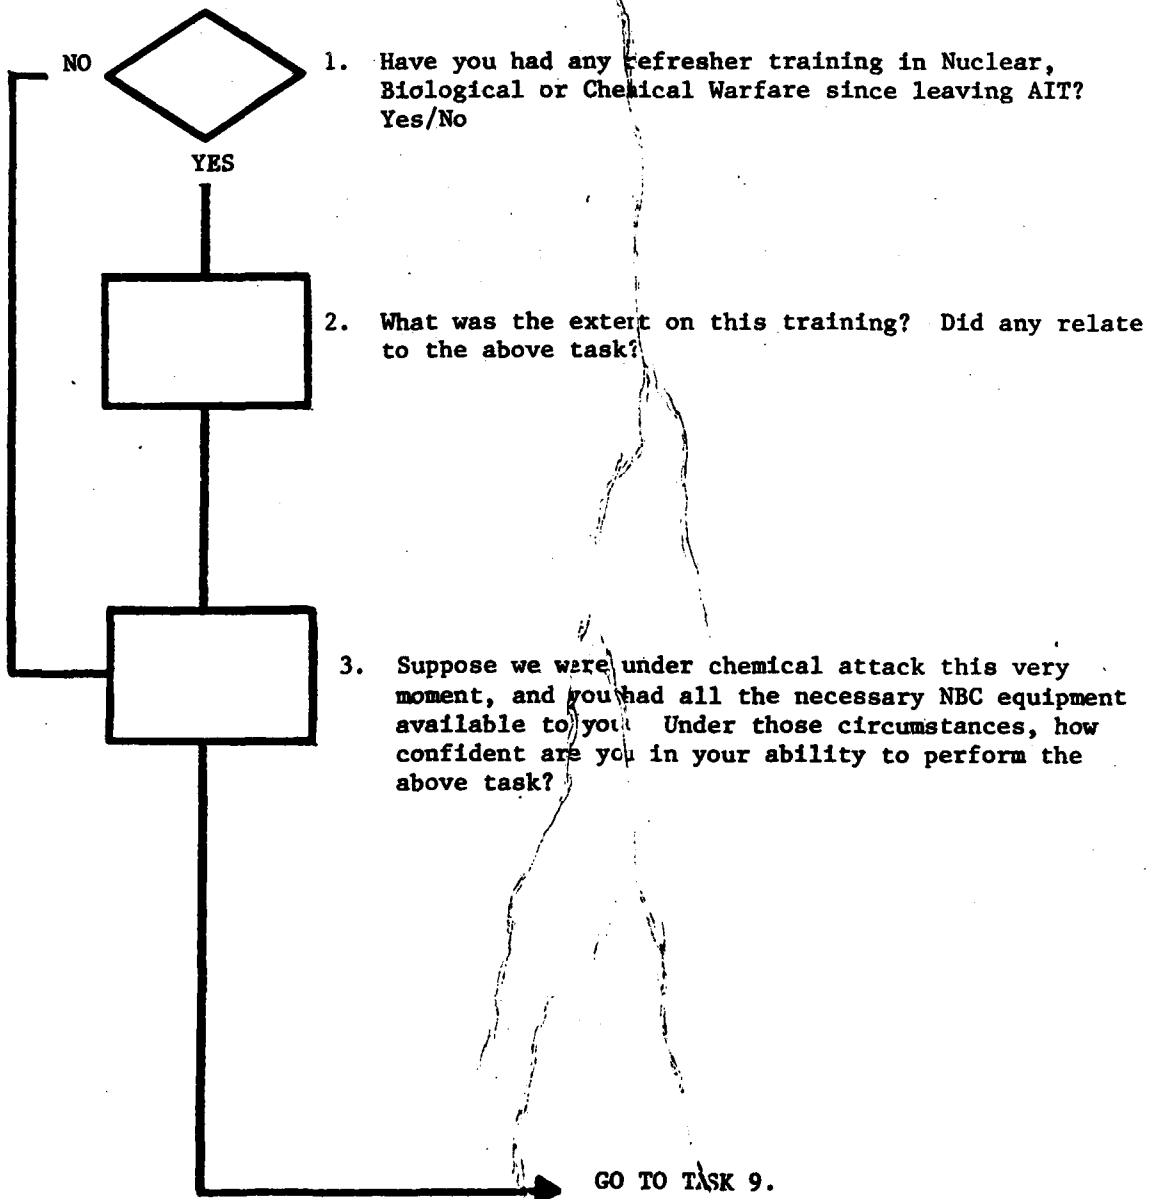 NO
1. Have you had any refresher training in Nuclear,
Biological or Chemical Warfare since leaving AIT?
Yes/No
YES
2. What was the extent on this training? Did any relate
to the above task?
3. Suppose we were under chemical attack this very
moment, and you had all the necessary NBC equipment
available to you Under those circumstances, how
confident are you in your ability to perform the
above task?
GO TO TASK 9.